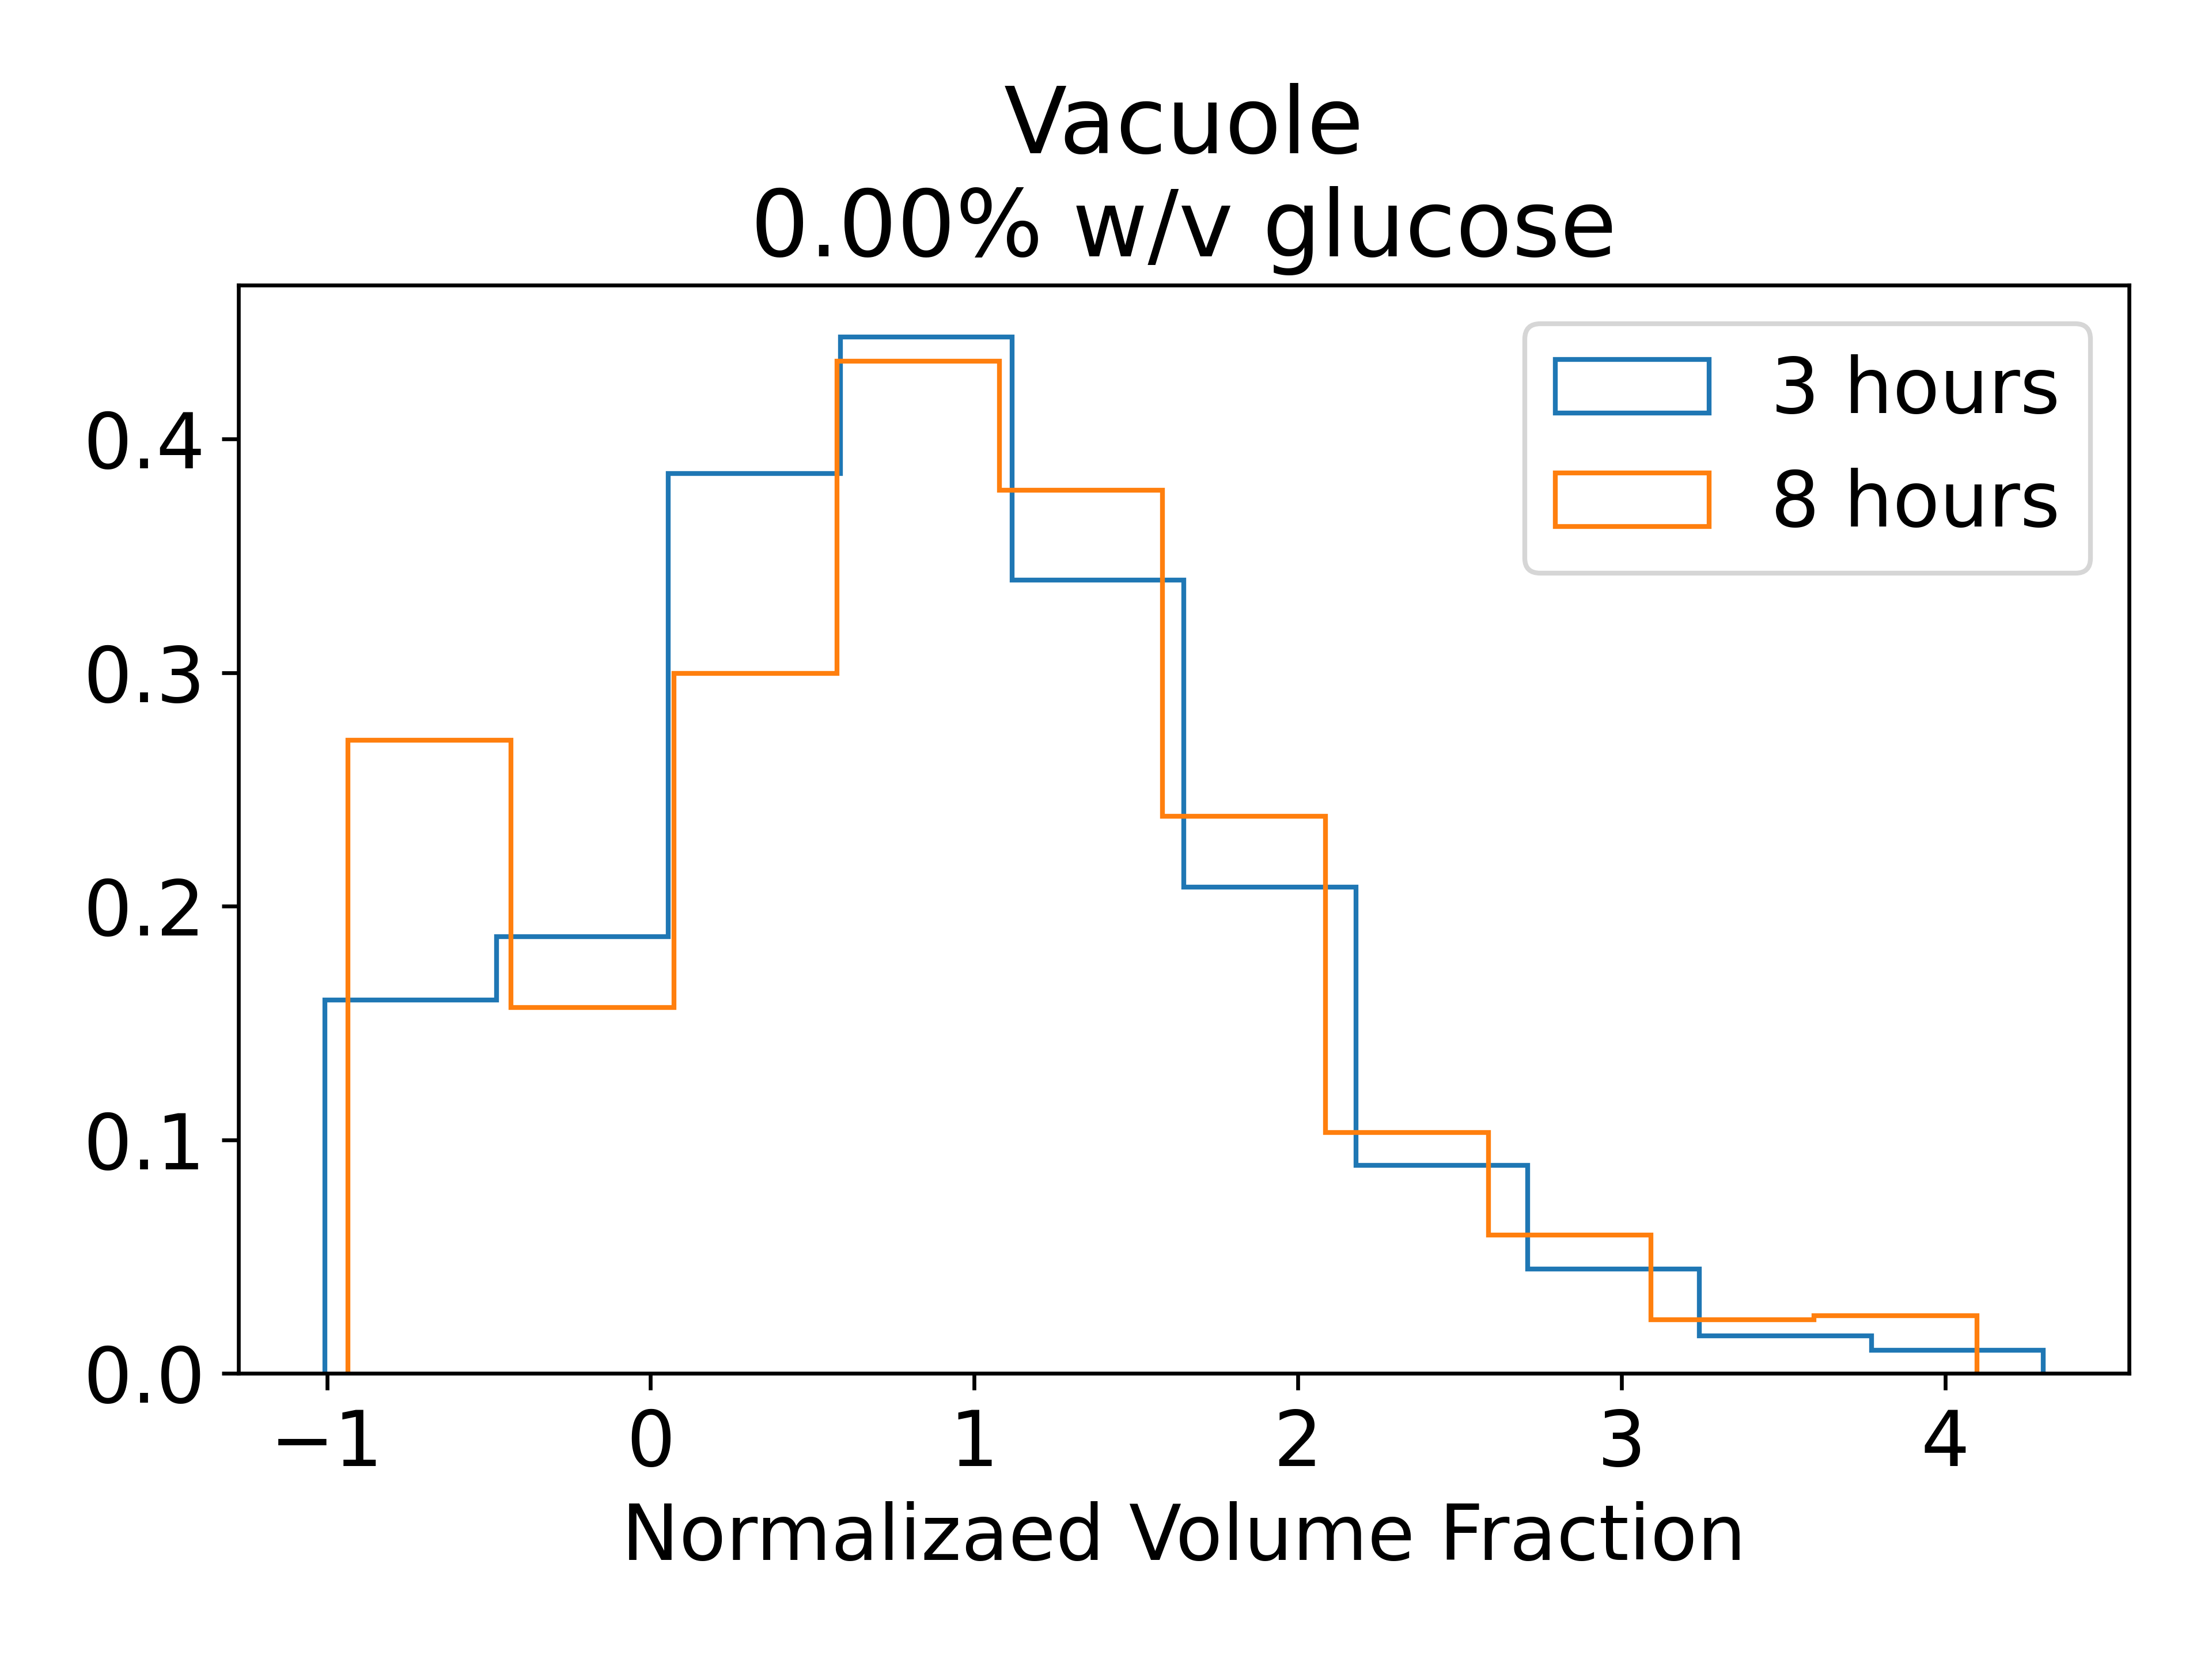 Vacuole
0.00% w/v glucose
3 hours
8 hours
0.4
0.3
0.2
0.1
0.0
−1 0 1 2 3 4
Normalizaed Volume Fraction